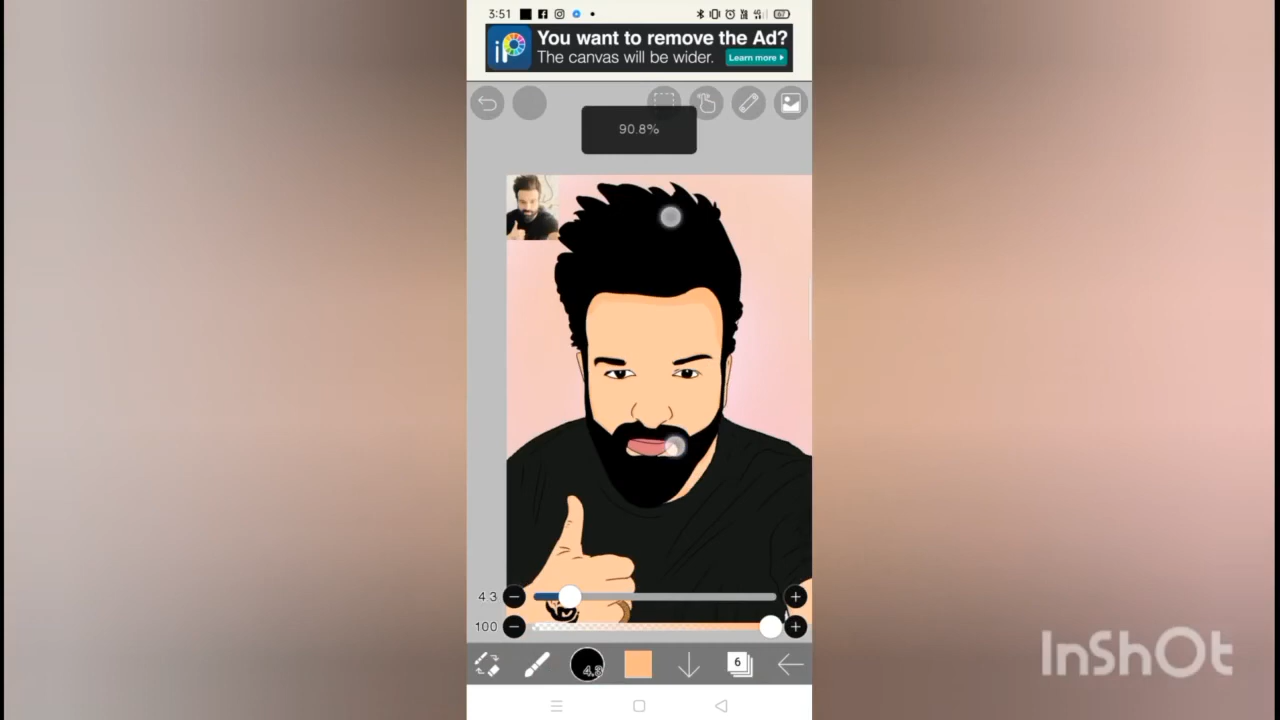 3:51
iP
You want to remove the Ad?
The canvas will be wider.
Learn more
90.8%
4.3
100
4.3
6
InShOt